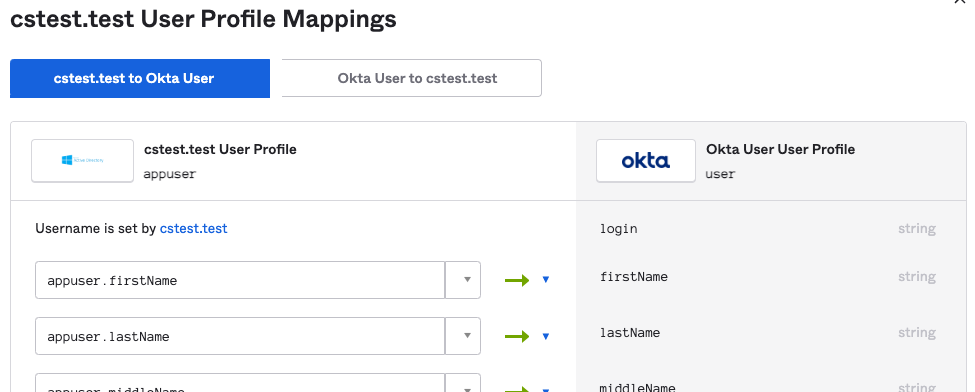 cstest.test User Profile Mappings
cstest.test to Okta User
Okta User to cstest.test
cstest.test User Profile
appuser
okta
Okta User User Profile
user
Username is set by cstest.test
login string
appuser.firstName
firstName string
appuser.lastName
lastName string
appuser.middleName
middleName string